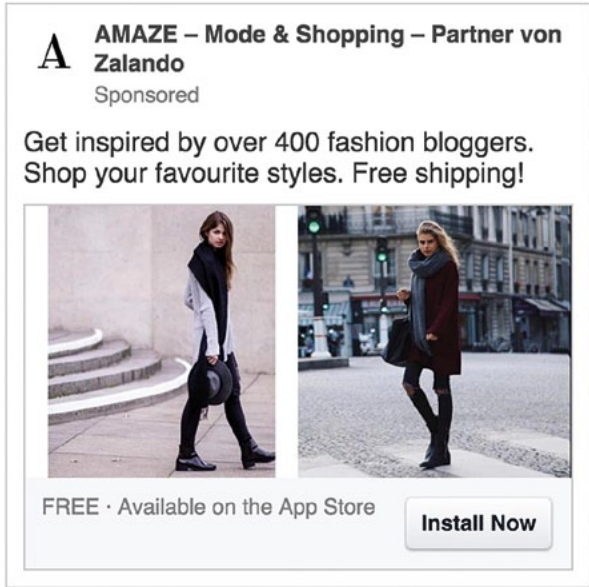 A
AMAZE – Mode & Shopping – Partner von
Zalando
Sponsored
Get inspired by over 400 fashion bloggers.
Shop your favourite styles. Free shipping!
FREE · Available on the App Store
Install Now